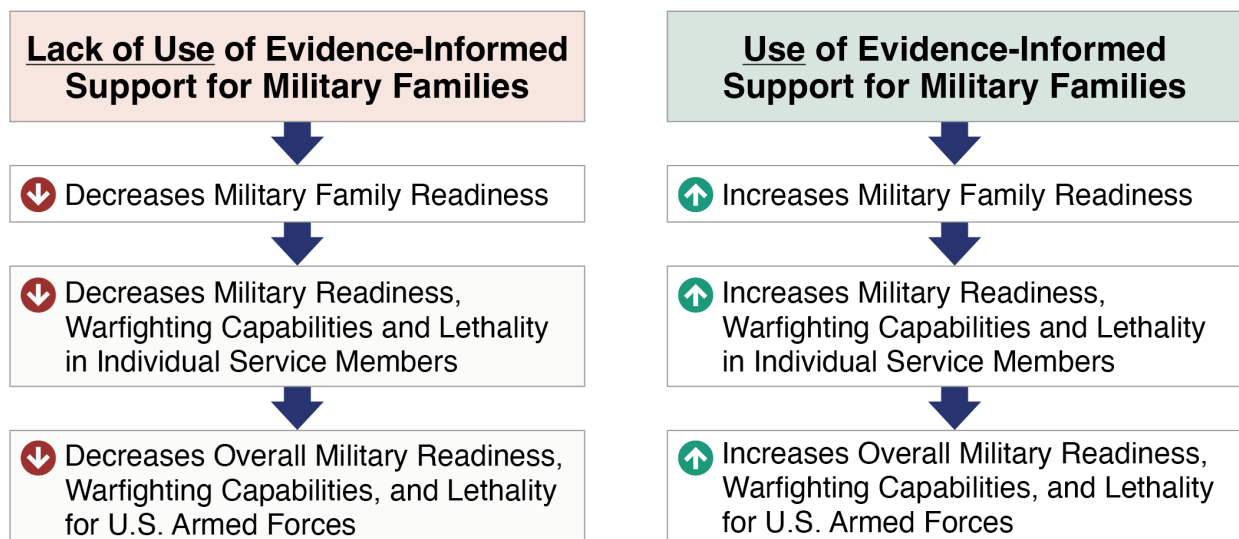 Lack of Use of Evidence-Informed
Support for Military Families
Decreases Military Family Readiness
Decreases Military Readiness,
Warfighting Capabilities and Lethality
in Individual Service Members
Decreases Overall Military Readiness,
Warfighting Capabilities, and Lethality
for U.S. Armed Forces
Use of Evidence-Informed
Support for Military Families
Increases Military Family Readiness
Increases Military Readiness,
Warfighting Capabilities and Lethality
in Individual Service Members
Increases Overall Military Readiness,
Warfighting Capabilities, and Lethality
for U.S. Armed Forces